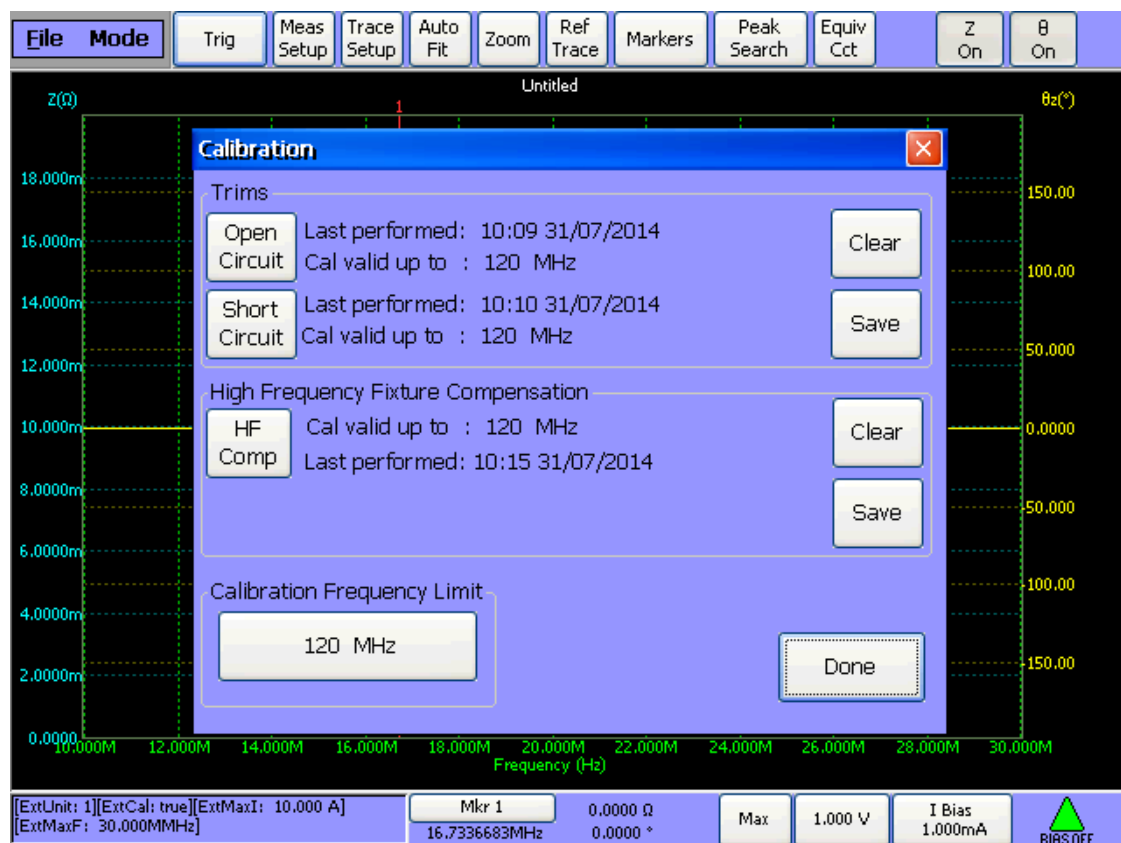 File Mode Trig Meas Setup Trace Setup Auto Fit Zoom Ref Trace Markers Peak Search Equiv Cct Z On θ On
Untitled
Z(Ω) θz(°)
1
Calibration
Trims
Open Circuit
Last performed: 10:09 31/07/2014
Cal valid up to : 120 MHz
Clear
Short Circuit
Last performed: 10:10 31/07/2014
Cal valid up to : 120 MHz
Save
High Frequency Fixture Compensation
HF Comp
Cal valid up to : 120 MHz
Last performed: 10:15 31/07/2014
Clear
Save
Calibration Frequency Limit
120 MHz
Done
18.000m
16.000m
14.000m
12.000m
10.000m
8.0000m
6.0000m
4.0000m
2.0000m
0.0000
150.00
100.00
50.000
0.0000
-50.000
-100.00
-150.00
10.000M 12.000M 14.000M 16.000M 18.000M 20.000M 22.000M 24.000M 26.000M 28.000M 30.000M
Frequency (Hz)
[ExtUnit: 1][ExtCal: true][ExtMaxI: 10.000 A]
[ExtMaxF: 30.000MMHz]
Mkr 1
16.7336683MHz
0.0000 Ω
0.0000 °
Max
1.000 V
I Bias
1.000mA
BIAS OFF